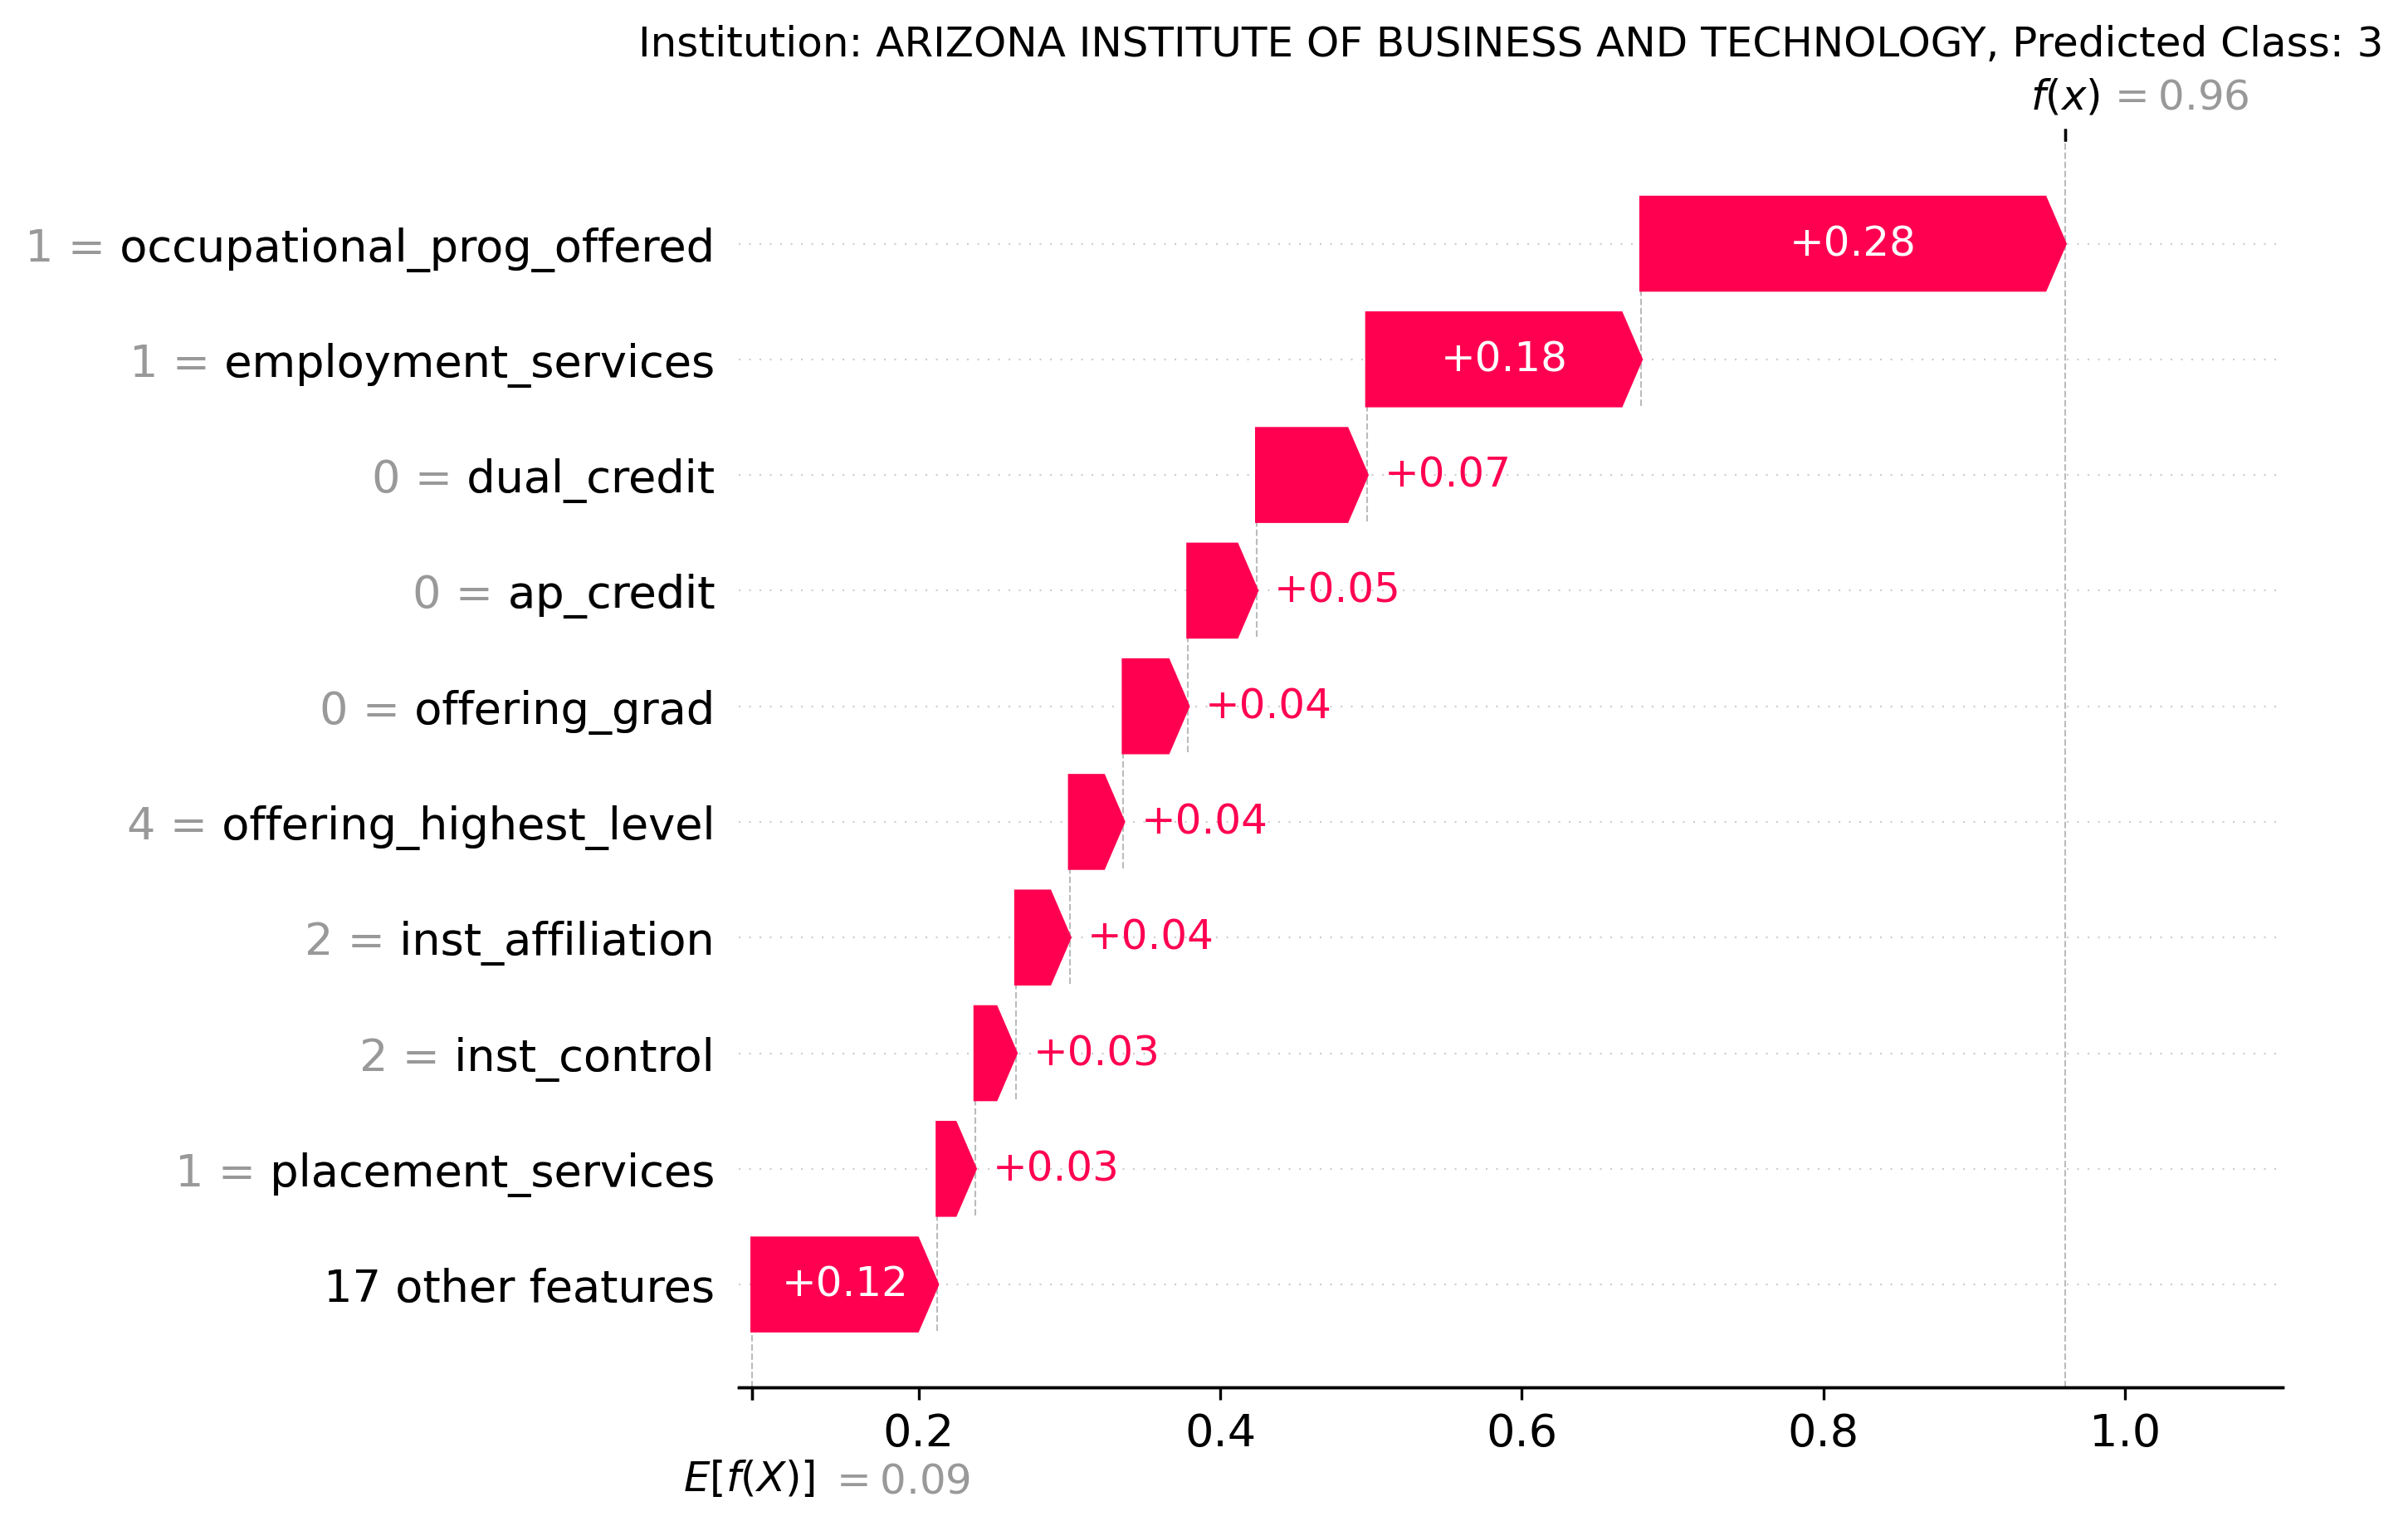 Institution: ARIZONA INSTITUTE OF BUSINESS AND TECHNOLOGY, Predicted Class: 3
f(x) = 0.96
1 = occupational_prog_offered +0.28
1 = employment_services +0.18
0 = dual_credit +0.07
0 = ap_credit +0.05
0 = offering_grad +0.04
4 = offering_highest_level +0.04
2 = inst_affiliation +0.04
2 = inst_control +0.03
1 = placement_services +0.03
17 other features +0.12
0.2 0.4 0.6 0.8 1.0
E[f(X)] = 0.09